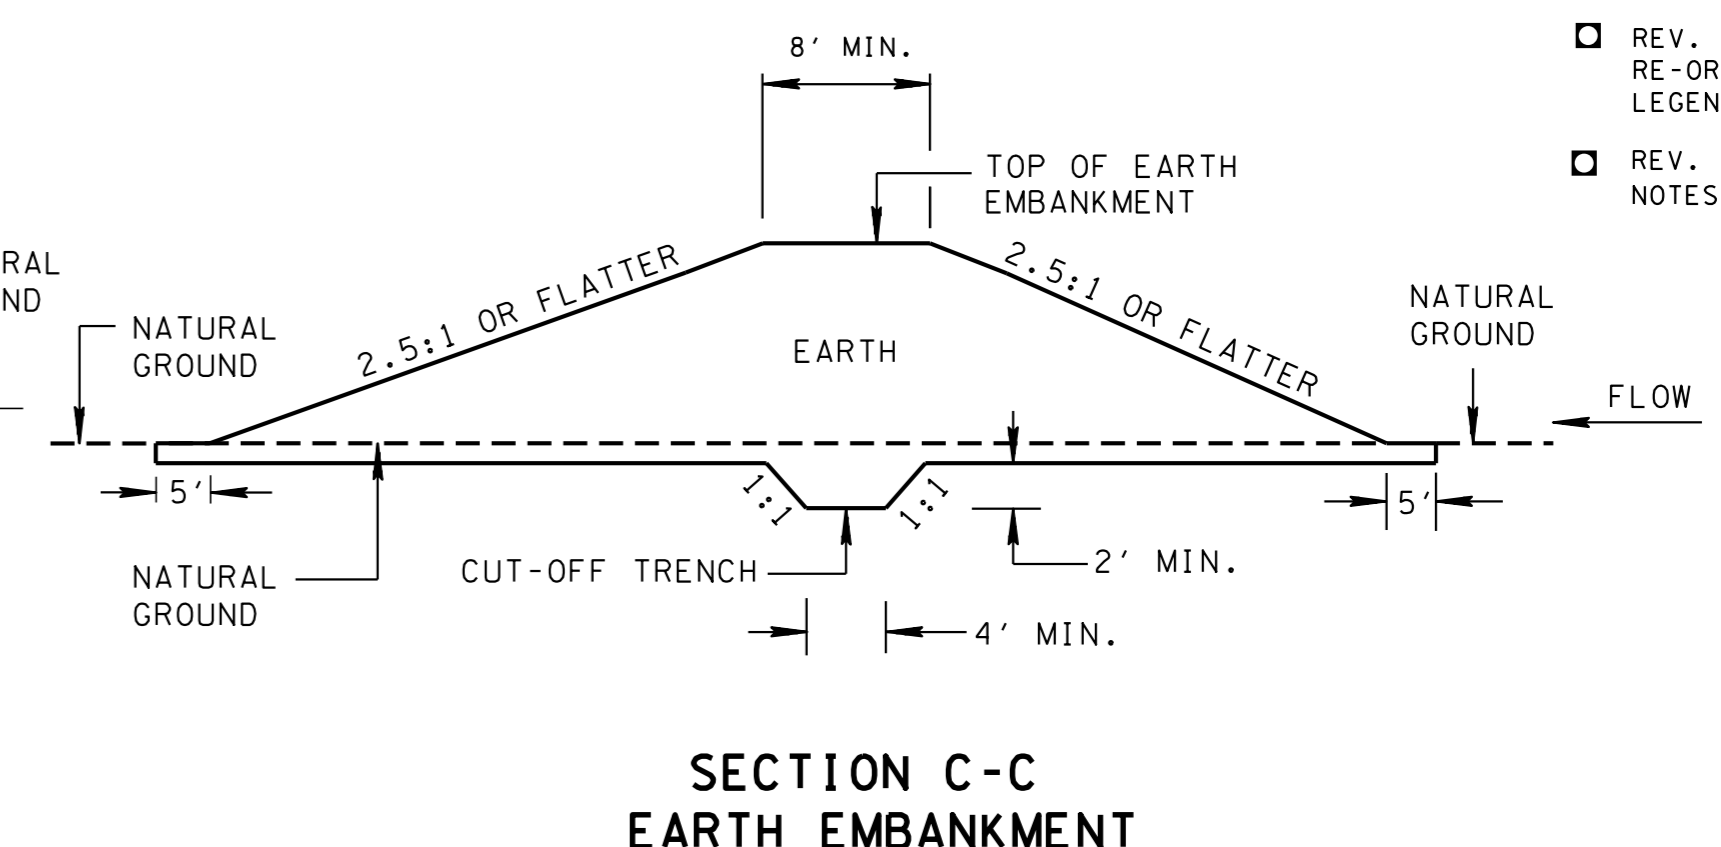 8' MIN.
REV.
RE-OR
LEGEN
REV.
NOTES
TOP OF EARTH
EMBANKMENT
RAL
ND
NATURAL
GROUND
2.5:1 OR FLATTER
EARTH
2.5:1 OR FLATTER
NATURAL
GROUND
FLOW
5'
1:1
1:1
5'
NATURAL
GROUND
CUT-OFF TRENCH
2' MIN.
4' MIN.
SECTION C-C
EARTH EMBANKMENT